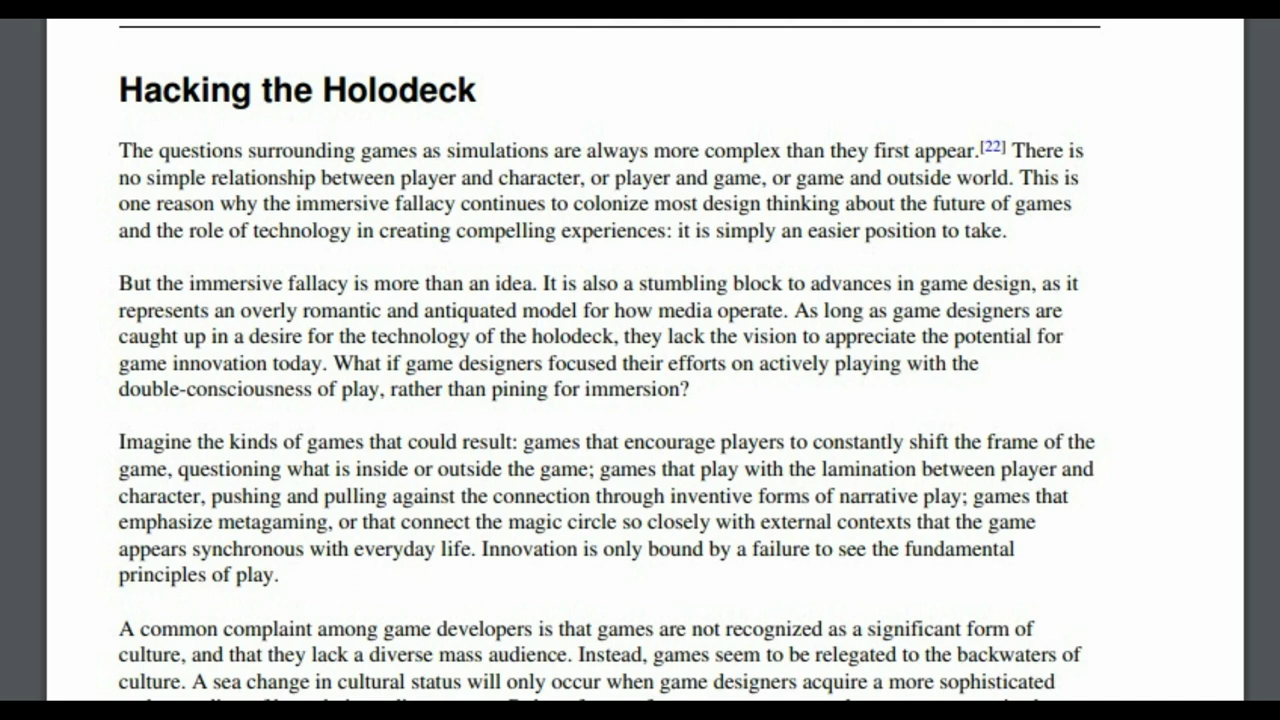 Hacking the Holodeck
The questions surrounding games as simulations are always more complex than they first appear.[22] There is
no simple relationship between player and character, or player and game, or game and outside world. This is
one reason why the immersive fallacy continues to colonize most design thinking about the future of games
and the role of technology in creating compelling experiences: it is simply an easier position to take.
But the immersive fallacy is more than an idea. It is also a stumbling block to advances in game design, as it
represents an overly romantic and antiquated model for how media operate. As long as game designers are
caught up in a desire for the technology of the holodeck, they lack the vision to appreciate the potential for
game innovation today. What if game designers focused their efforts on actively playing with the
double-consciousness of play, rather than pining for immersion?
Imagine the kinds of games that could result: games that encourage players to constantly shift the frame of the
game, questioning what is inside or outside the game; games that play with the lamination between player and
character, pushing and pulling against the connection through inventive forms of narrative play; games that
emphasize metagaming, or that connect the magic circle so closely with external contexts that the game
appears synchronous with everyday life. Innovation is only bound by a failure to see the fundamental
principles of play.
A common complaint among game developers is that games are not recognized as a significant form of
culture, and that they lack a diverse mass audience. Instead, games seem to be relegated to the backwaters of
culture. A sea change in cultural status will only occur when game designers acquire a more sophisticated